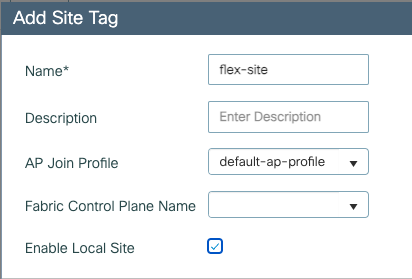 Add Site Tag
Name* flex-site
Description Enter Description
AP Join Profile default-ap-profile
Fabric Control Plane Name
Enable Local Site